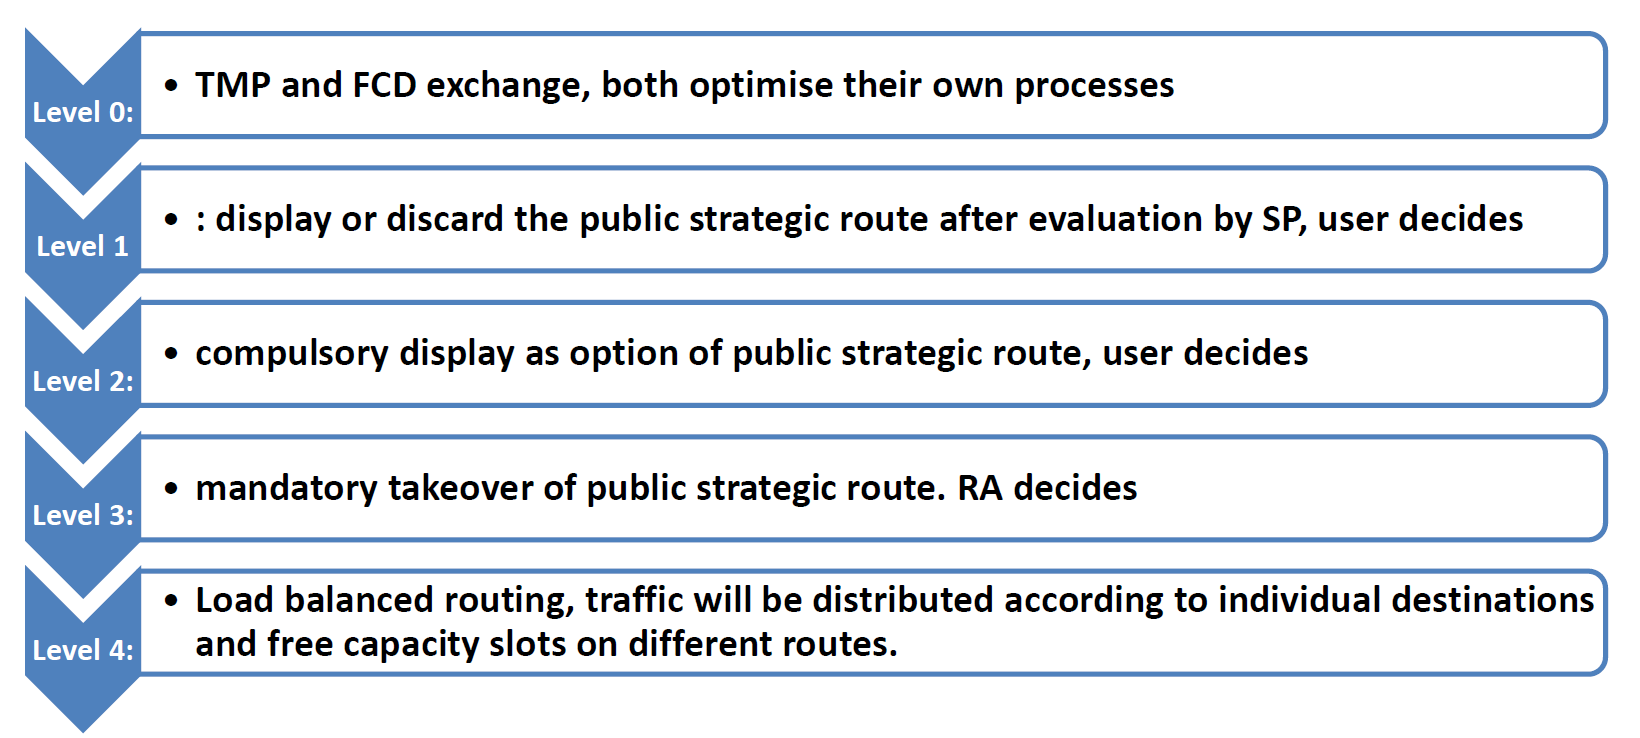 Level 0:
• TMP and FCD exchange, both optimise their own processes
Level 1
• : display or discard the public strategic route after evaluation by SP, user decides
Level 2:
• compulsory display as option of public strategic route, user decides
Level 3:
• mandatory takeover of public strategic route. RA decides
Level 4:
• Load balanced routing, traffic will be distributed according to individual destinations
and free capacity slots on different routes.